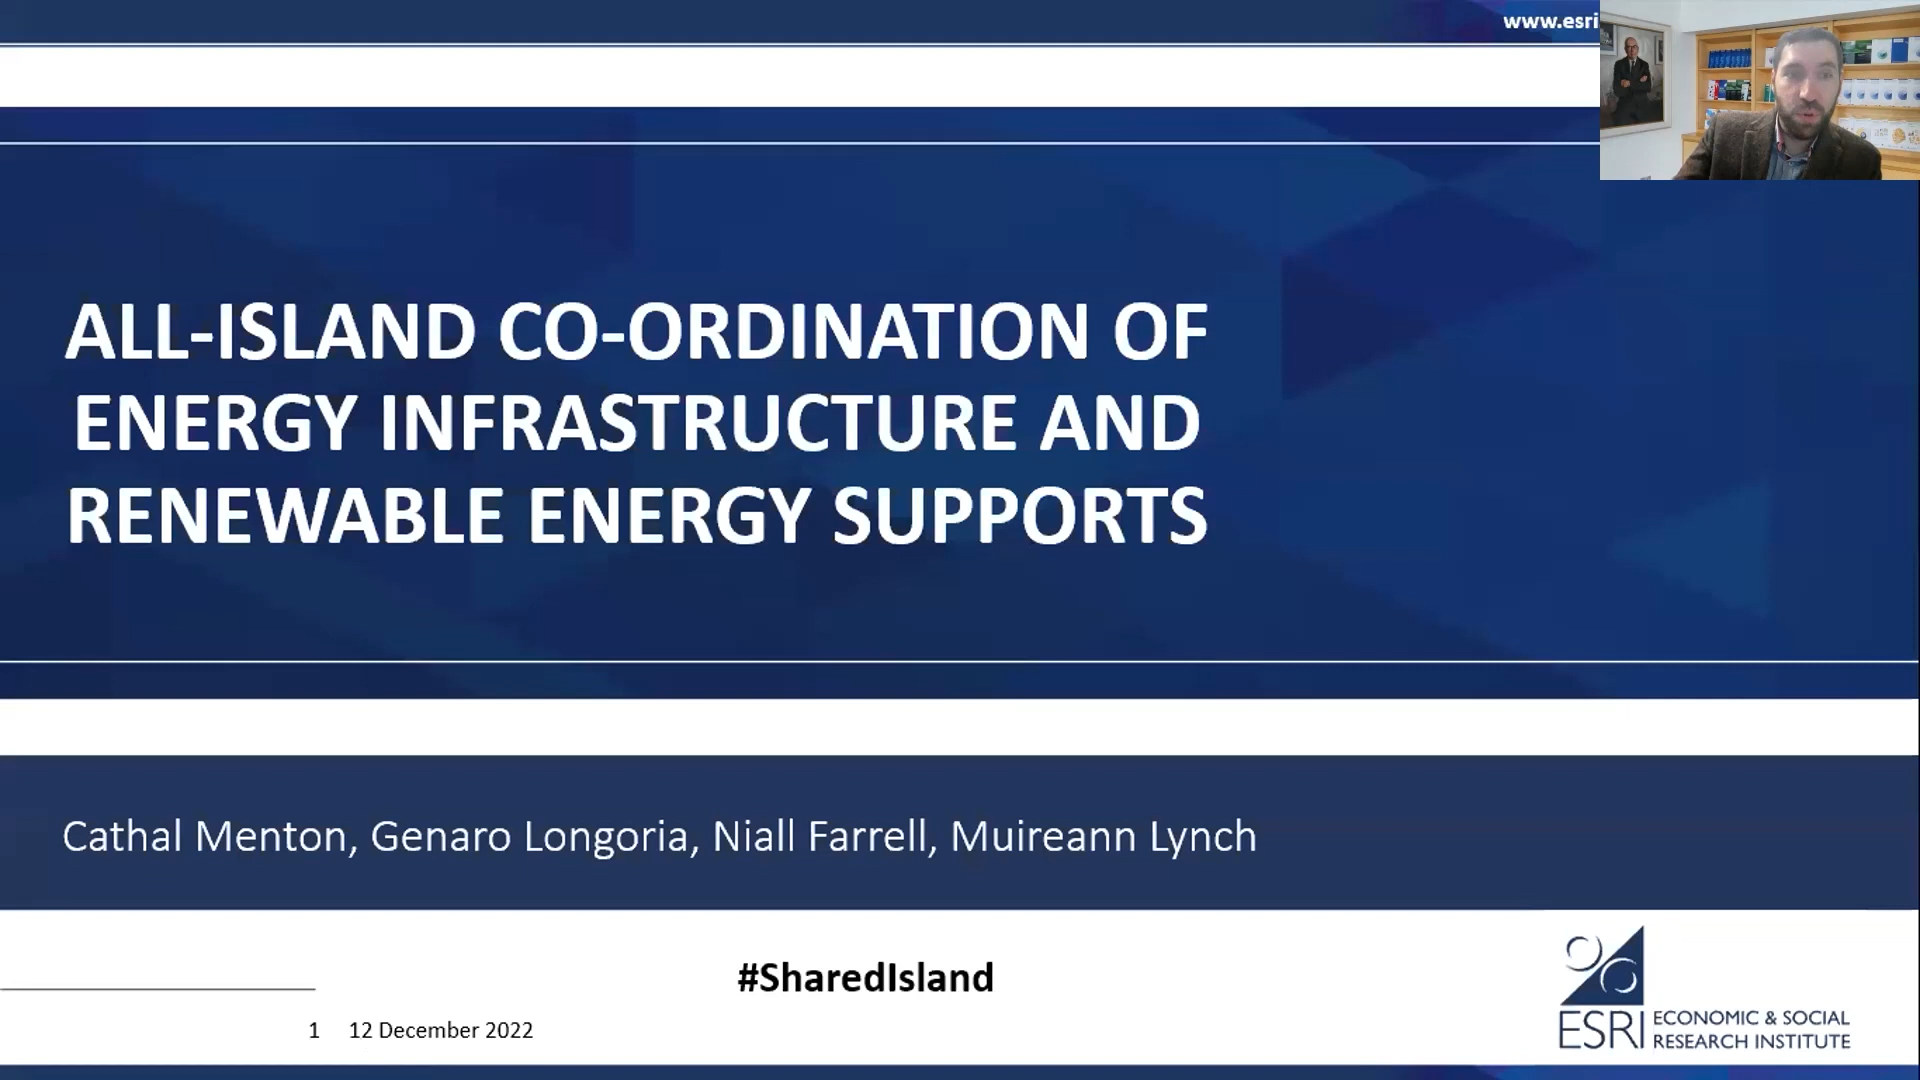 www.esri
ALL-ISLAND CO-ORDINATION OF
ENERGY INFRASTRUCTURE AND
RENEWABLE ENERGY SUPPORTS
Cathal Menton, Genaro Longoria, Niall Farrell, Muireann Lynch
#SharedIsland
1 12 December 2022
ESRI ECONOMIC & SOCIAL
RESEARCH INSTITUTE